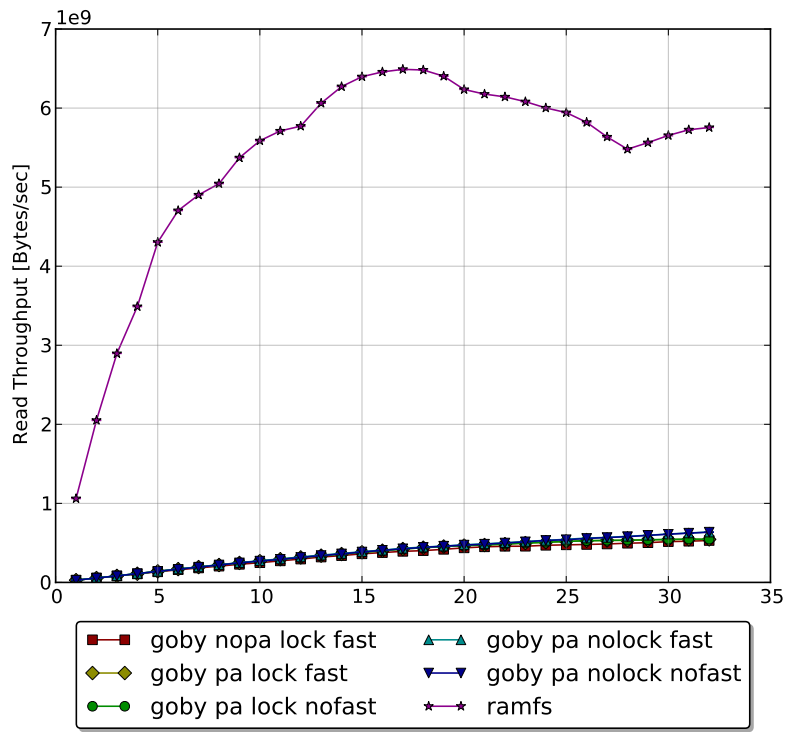 1e9
7
6
5
4
3
2
1
0
Read Throughput [Bytes/sec]
0 5 10 15 20 25 30 35
goby nopa lock fast
goby pa lock fast
goby pa lock nofast
goby pa nolock fast
goby pa nolock nofast
ramfs